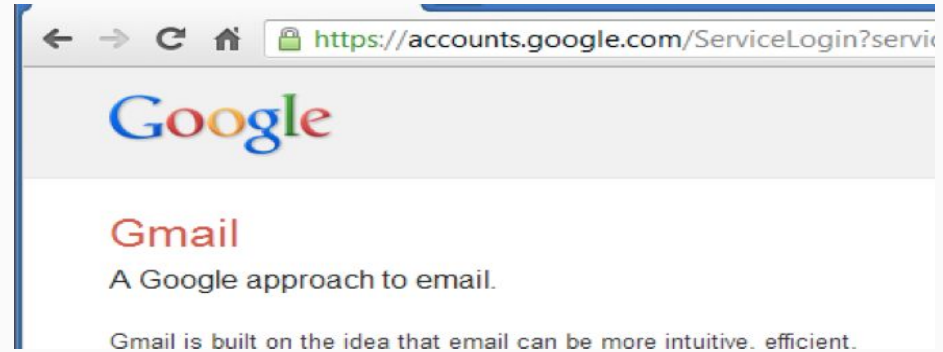 https://accounts.google.com/ServiceLogin?servi
Google
Gmail
A Google approach to email.
Gmail is built on the idea that email can be more intuitive, efficient,